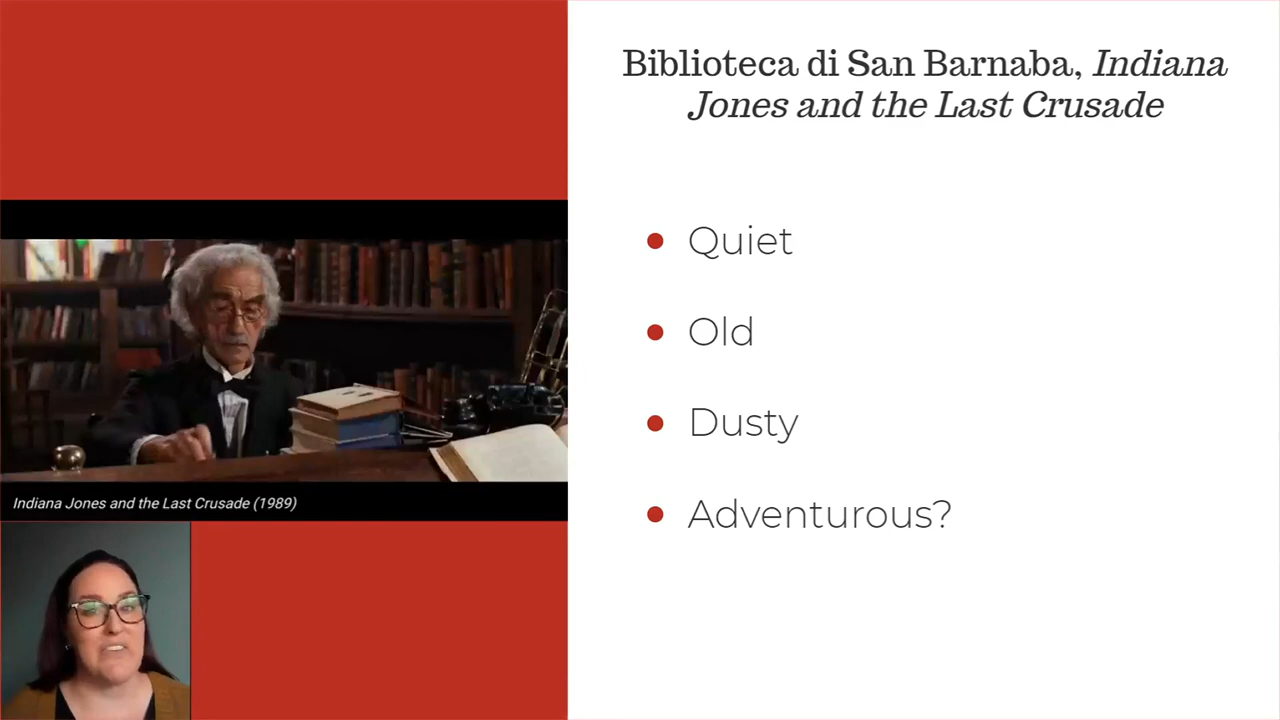 Biblioteca di San Barnaba, Indiana
Jones and the Last Crusade
Quiet
Old
Dusty
Adventurous?
Indiana Jones and the Last Crusade (1989)